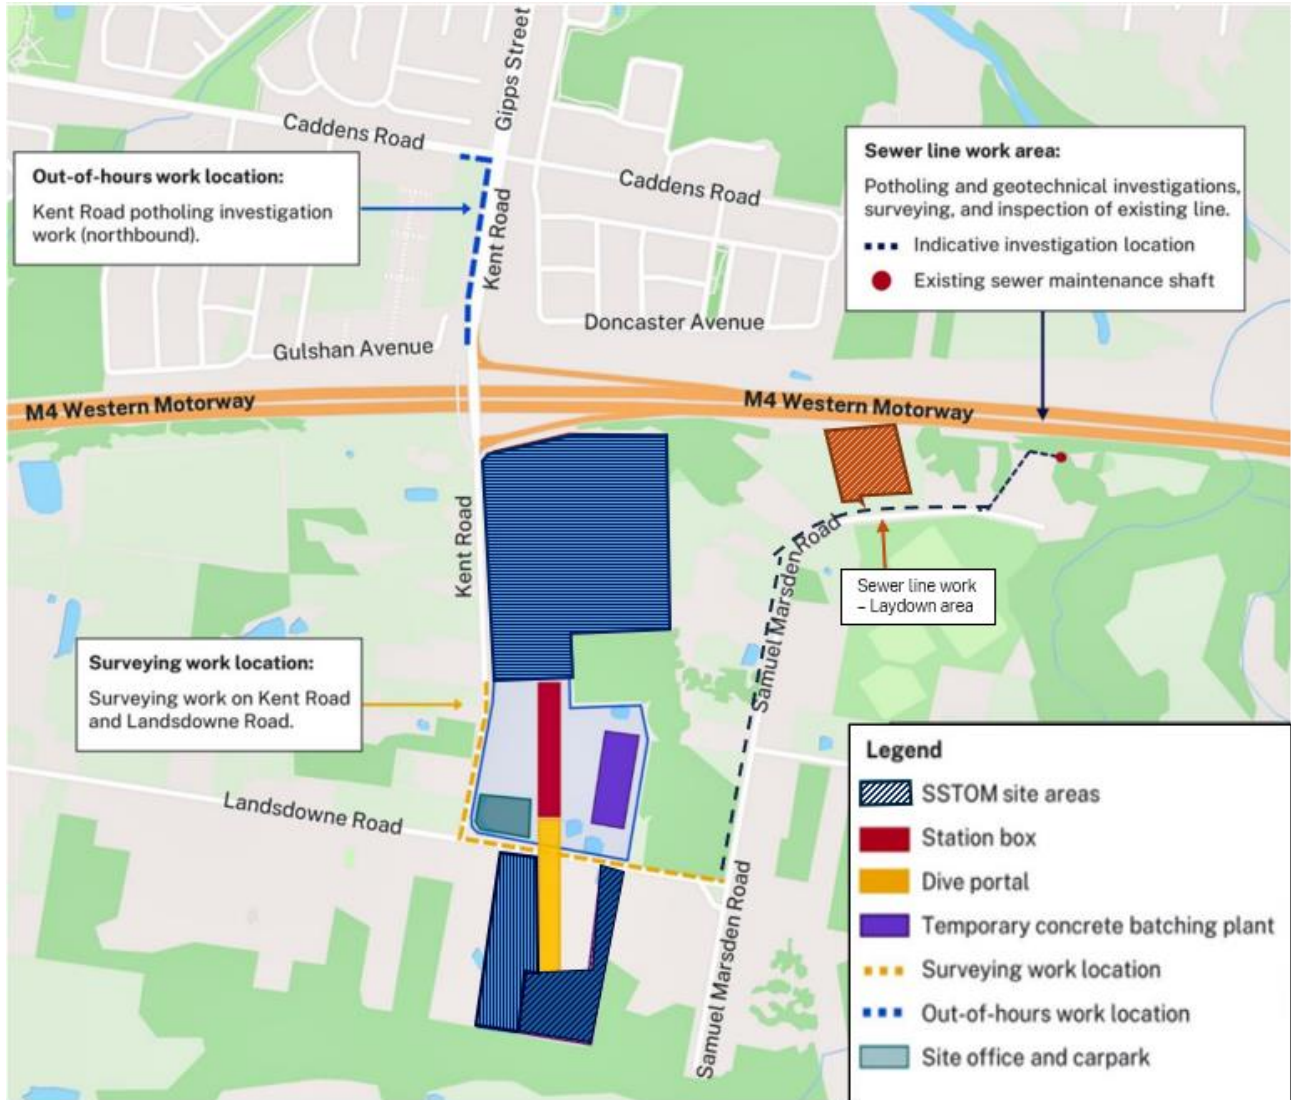 Gipps Street
Caddens Road
Out-of-hours work location:
Kent Road potholing investigation
work (northbound).
Kent Road
Caddens Road
Sewer line work area:
Potholing and geotechnical investigations,
surveying, and inspection of existing line.
Indicative investigation location
Existing sewer maintenance shaft
Gulshan Avenue
Doncaster Avenue
M4 Western Motorway
M4 Western Motorway
Kent Road
Samuel Marsden Road
Sewer line work
– Laydown area
Surveying work location:
Surveying work on Kent Road
and Landsdowne Road.
Landsdowne Road
Samuel Marsden Road
Legend
SSTOM site areas
Station box
Dive portal
Temporary concrete batching plant
Surveying work location
Out-of-hours work location
Site office and carpark